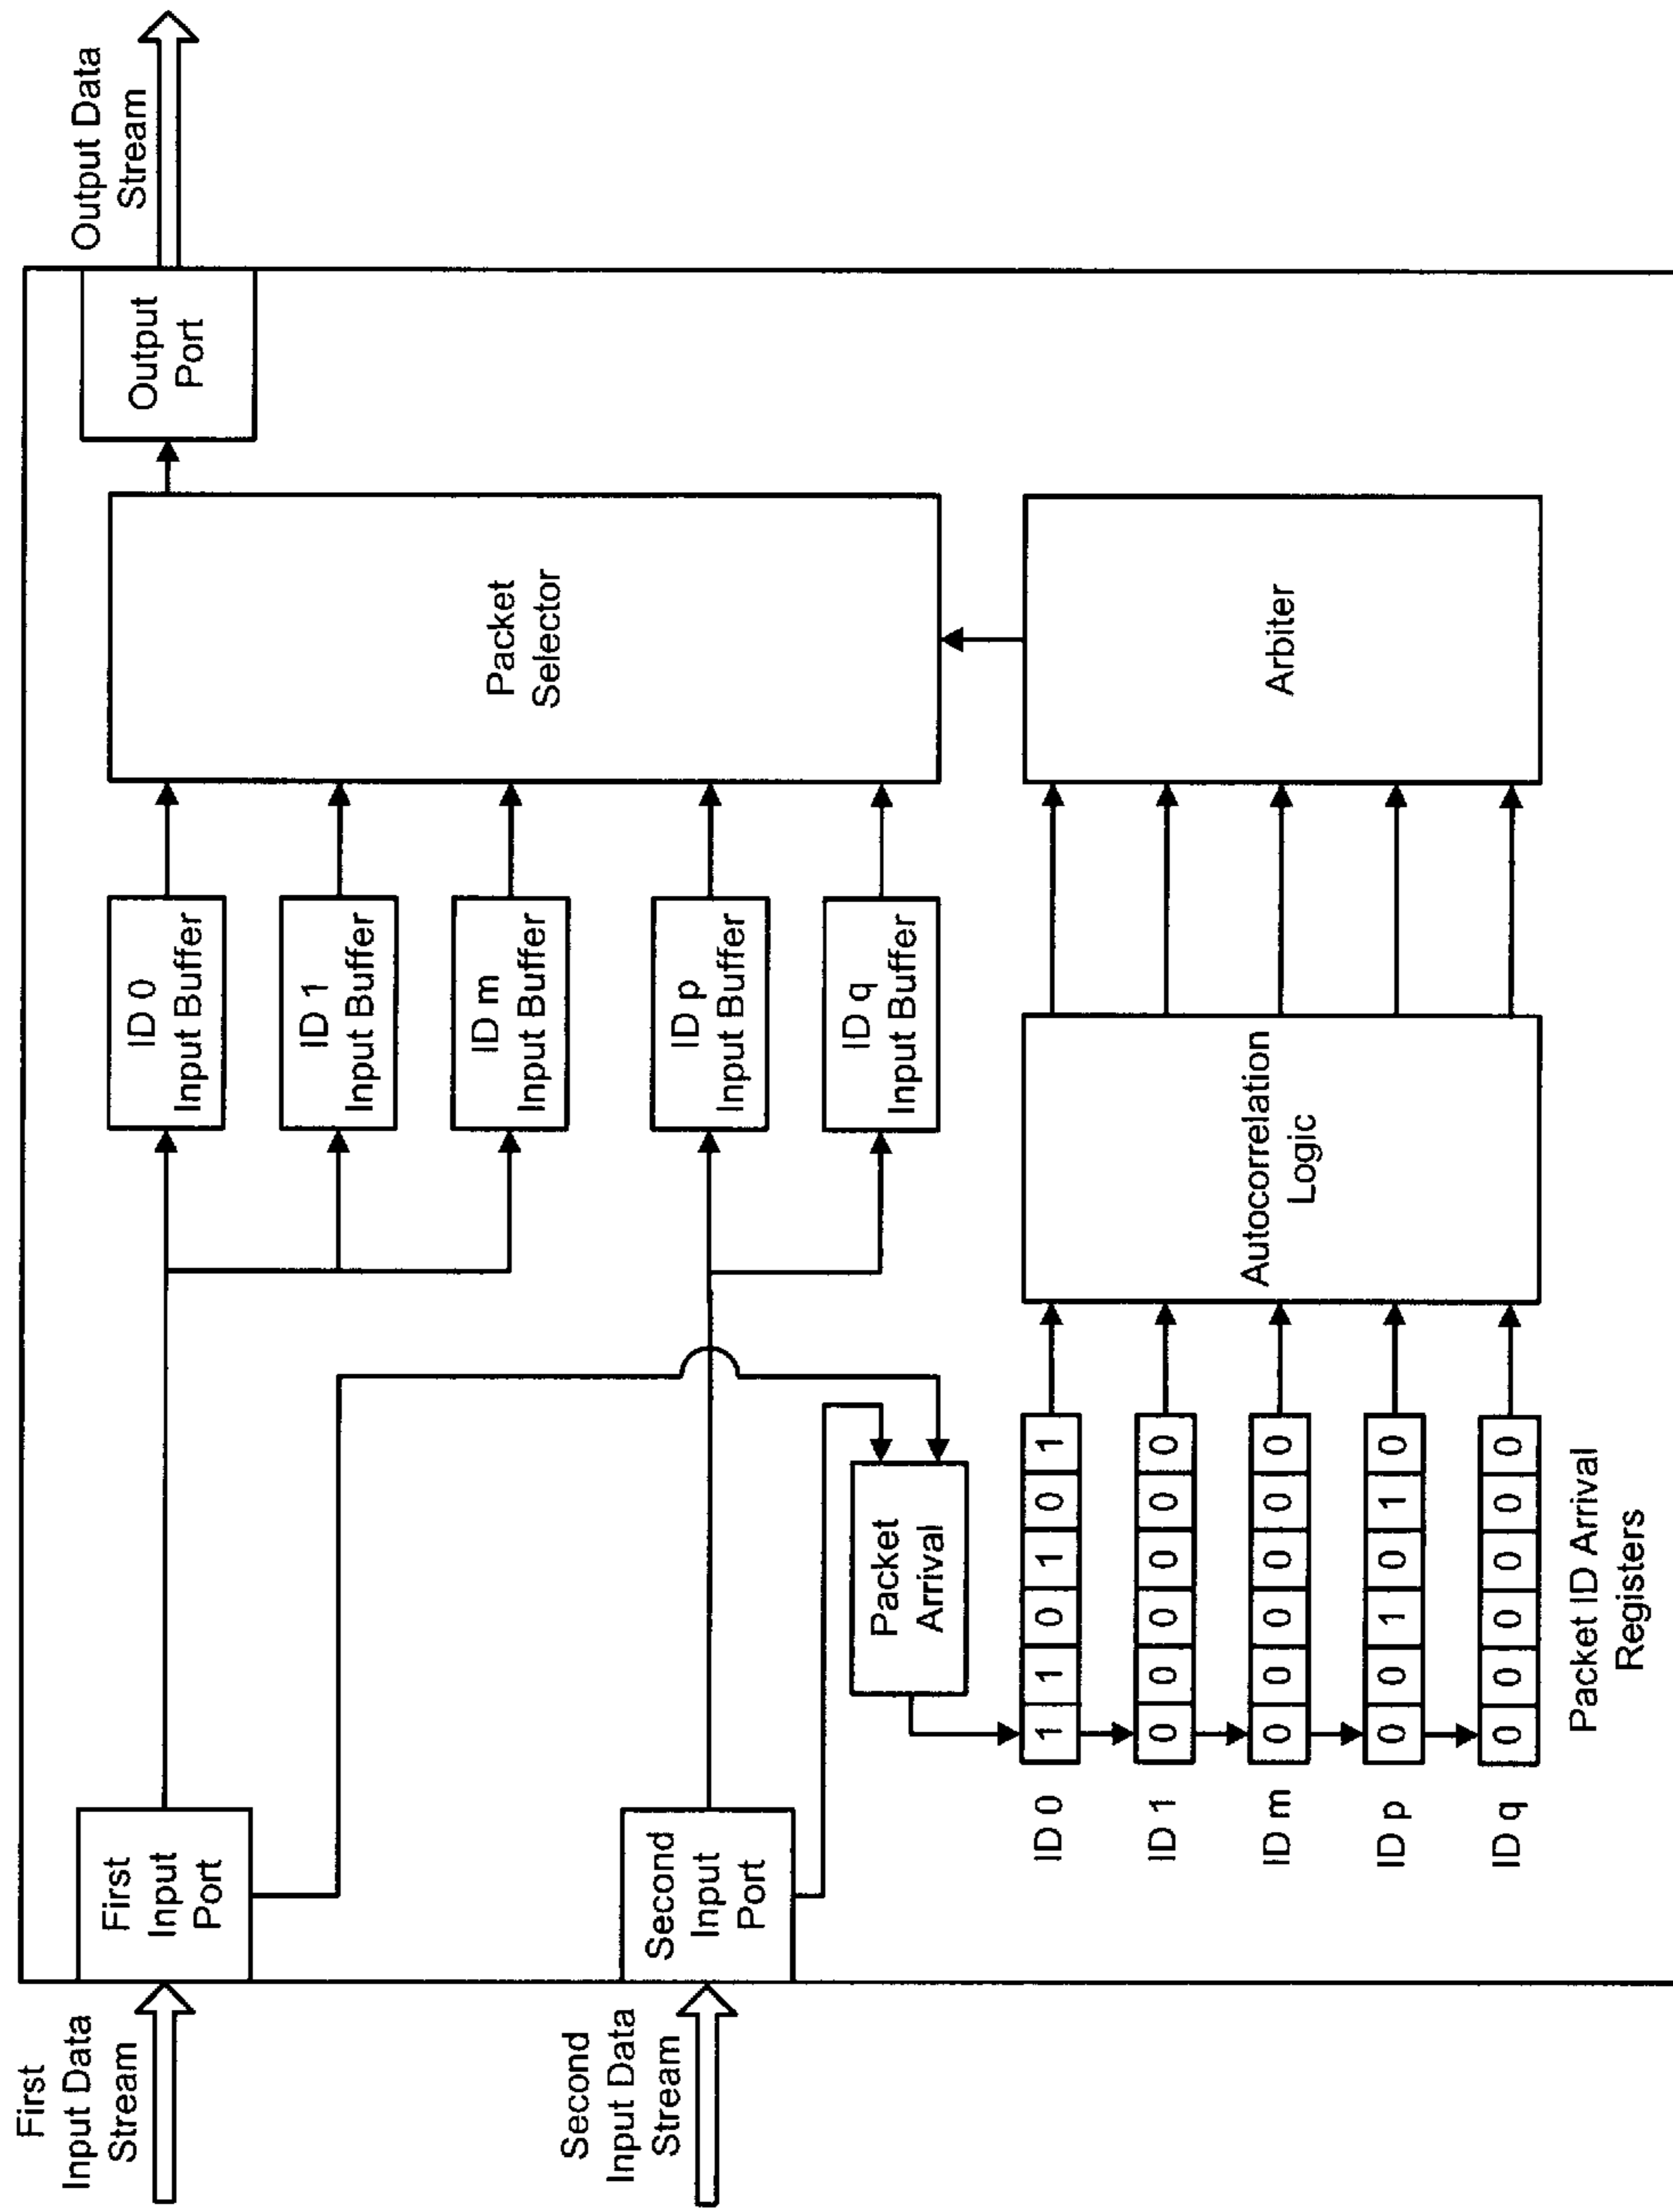 First
Input Data
Stream
First
Input
Port
ID 0
Input Buffer
ID 1
Input Buffer
ID m
Input Buffer
Packet
Selector
Output
Port
Output Data
Stream
Second
Input Data
Stream
Second
Input
Port
ID p
Input Buffer
ID q
Input Buffer
Packet
Arrival
ID 0 1 1 0 1 0 1
ID 1 0 0 0 0 0 0
ID m 0 0 0 0 0 0
ID p 0 0 1 0 1 0
ID q 0 0 0 0 0 0
Packet ID Arrival
Registers
Autocorrelation
Logic
Arbiter